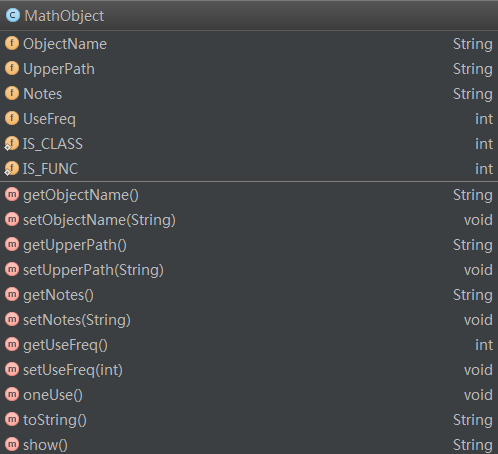 C MathObject
f ObjectName String
f UpperPath String
f Notes String
f UseFreq int
f IS_CLASS int
f IS_FUNC int
m getObjectName() String
m setObjectName(String) void
m getUpperPath() String
m setUpperPath(String) void
m getNotes() String
m setNotes(String) void
m getUseFreq() int
m setUseFreq(int) void
m oneUse() void
m toString() String
m show() String